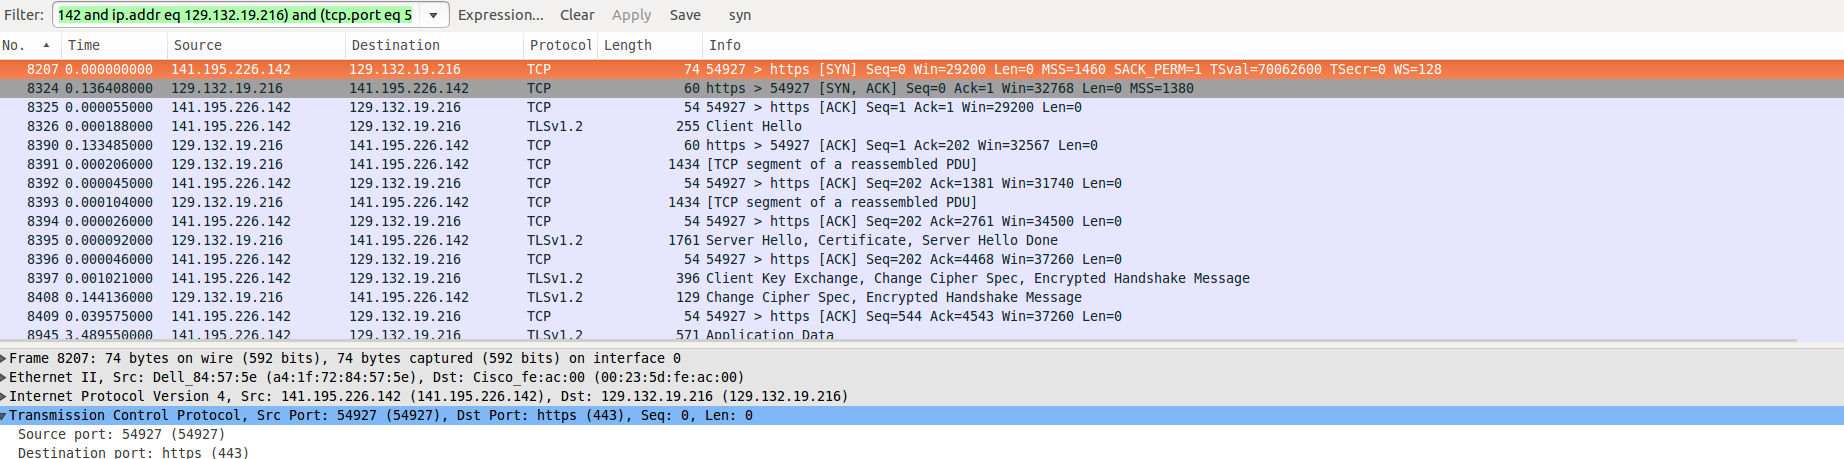 Filter: 142 and ip.addr eq 129.132.19.216) and (tcp.port eq 5 Expression... Clear Apply Save syn
No. Time Source Destination Protocol Length Info
8207 0.000000000 141.195.226.142 129.132.19.216 TCP 74 54927 > https [SYN] Seq=0 Win=29200 Len=0 MSS=1460 SACK_PERM=1 TSval=70062600 TSecr=0 WS=128
8324 0.136408000 129.132.19.216 141.195.226.142 TCP 60 https > 54927 [SYN, ACK] Seq=0 Ack=1 Win=32768 Len=0 MSS=1380
8325 0.000055000 141.195.226.142 129.132.19.216 TCP 54 54927 > https [ACK] Seq=1 Ack=1 Win=29200 Len=0
8326 0.000188000 141.195.226.142 129.132.19.216 TLSv1.2 255 Client Hello
8390 0.133485000 129.132.19.216 141.195.226.142 TCP 60 https > 54927 [ACK] Seq=1 Ack=202 Win=32567 Len=0
8391 0.000206000 129.132.19.216 141.195.226.142 TCP 1434 [TCP segment of a reassembled PDU]
8392 0.000045000 141.195.226.142 129.132.19.216 TCP 54 54927 > https [ACK] Seq=202 Ack=1381 Win=31740 Len=0
8393 0.000104000 129.132.19.216 141.195.226.142 TCP 1434 [TCP segment of a reassembled PDU]
8394 0.000026000 141.195.226.142 129.132.19.216 TCP 54 54927 > https [ACK] Seq=202 Ack=2761 Win=34500 Len=0
8395 0.000092000 129.132.19.216 141.195.226.142 TLSv1.2 1761 Server Hello, Certificate, Server Hello Done
8396 0.000046000 141.195.226.142 129.132.19.216 TCP 54 54927 > https [ACK] Seq=202 Ack=4468 Win=37260 Len=0
8397 0.001021000 141.195.226.142 129.132.19.216 TLSv1.2 396 Client Key Exchange, Change Cipher Spec, Encrypted Handshake Message
8408 0.144136000 129.132.19.216 141.195.226.142 TLSv1.2 129 Change Cipher Spec, Encrypted Handshake Message
8409 0.039575000 141.195.226.142 129.132.19.216 TCP 54 54927 > https [ACK] Seq=544 Ack=4543 Win=37260 Len=0
8945 3.489550000 141.195.226.142 129.132.19.216 TLSv1.2 571 Application Data
Frame 8207: 74 bytes on wire (592 bits), 74 bytes captured (592 bits) on interface 0
Ethernet II, Src: Dell_84:57:5e (a4:1f:72:84:57:5e), Dst: Cisco_fe:ac:00 (00:23:5d:fe:ac:00)
Internet Protocol Version 4, Src: 141.195.226.142 (141.195.226.142), Dst: 129.132.19.216 (129.132.19.216)
Transmission Control Protocol, Src Port: 54927 (54927), Dst Port: https (443), Seq: 0, Len: 0
Source port: 54927 (54927)
Destination port: https (443)